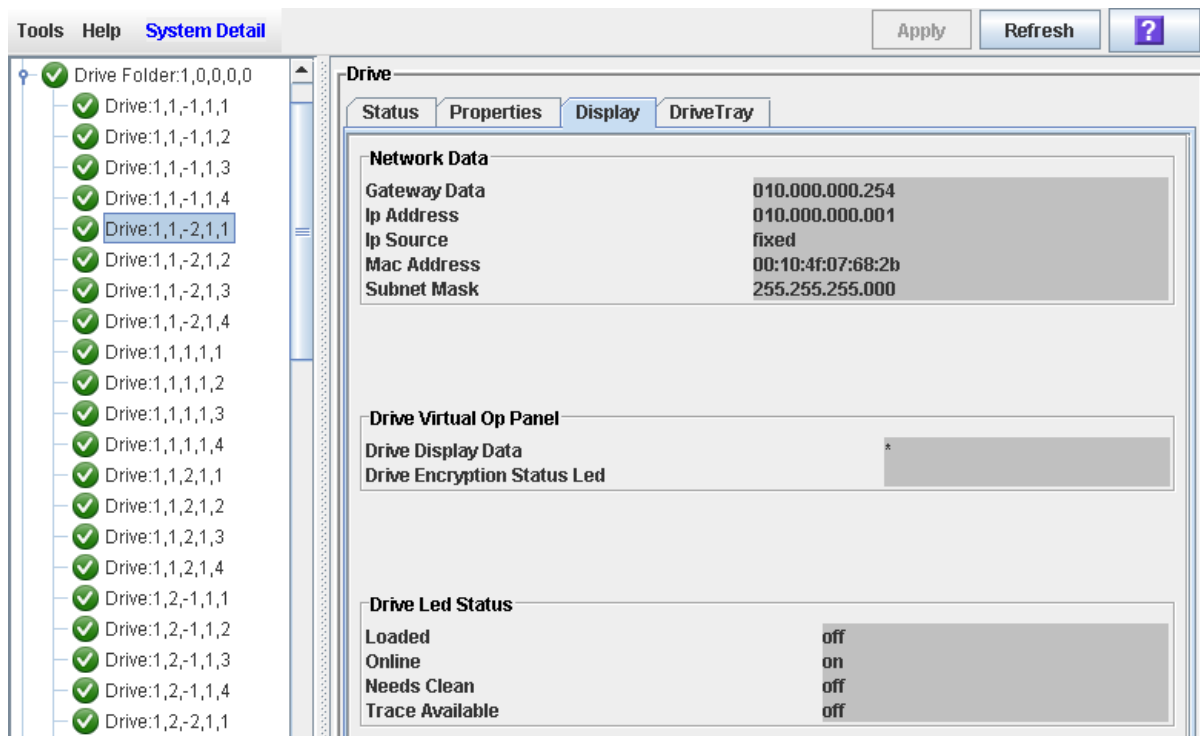 Tools Help System Detail
Apply Refresh ?
Drive Folder:1,0,0,0,0
Drive:1,1,-1,1,1
Drive:1,1,-1,1,2
Drive:1,1,-1,1,3
Drive:1,1,-1,1,4
Drive:1,1,-2,1,1
Drive:1,1,-2,1,2
Drive:1,1,-2,1,3
Drive:1,1,-2,1,4
Drive:1,1,1,1,1
Drive:1,1,1,1,2
Drive:1,1,1,1,3
Drive:1,1,1,1,4
Drive:1,1,2,1,1
Drive:1,1,2,1,2
Drive:1,1,2,1,3
Drive:1,1,2,1,4
Drive:1,2,-1,1,1
Drive:1,2,-1,1,2
Drive:1,2,-1,1,3
Drive:1,2,-1,1,4
Drive:1,2,-2,1,1
Drive
Status Properties Display DriveTray
Network Data
Gateway Data 010.000.000.254
Ip Address 010.000.000.001
Ip Source fixed
Mac Address 00:10:4f:07:68:2b
Subnet Mask 255.255.255.000
Drive Virtual Op Panel
Drive Display Data *
Drive Encryption Status Led
Drive Led Status
Loaded off
Online on
Needs Clean off
Trace Available off